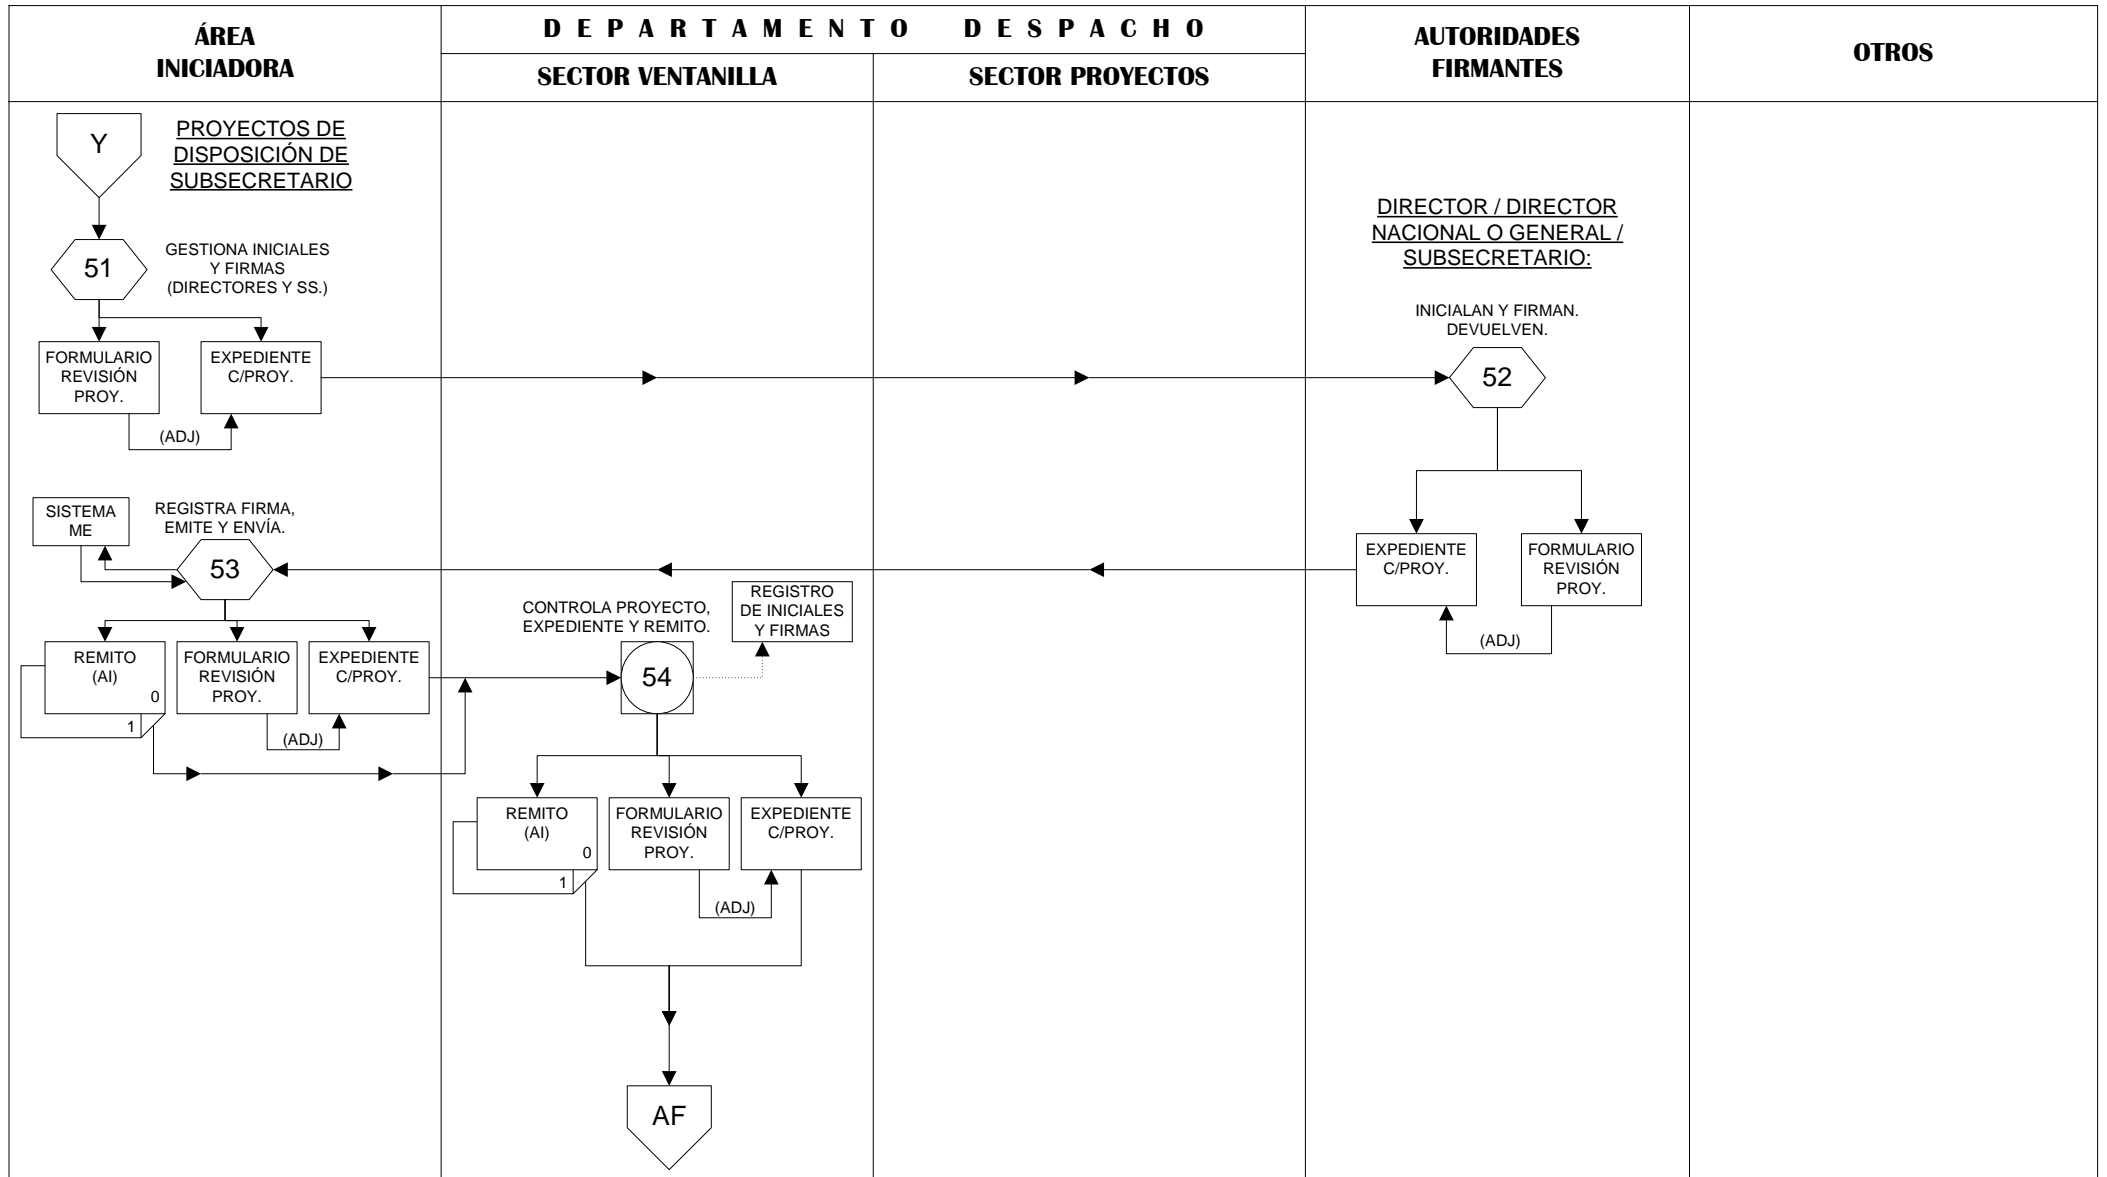 ÁREA
INICIADORA
DEPARTAMENTO DESPACHO
SECTOR VENTANILLA
SECTOR PROYECTOS
AUTORIDADES
FIRMANTES
OTROS
Y
PROYECTOS DE
DISPOSICIÓN DE
SUBSECRETARIO
51
GESTIONA INICIALES
Y FIRMAS
(DIRECTORES Y SS.)
FORMULARIO
REVISIÓN
PROY.
EXPEDIENTE
C/PROY.
(ADJ)
DIRECTOR / DIRECTOR
NACIONAL O GENERAL /
SUBSECRETARIO:
INICIALAN Y FIRMAN.
DEVUELVEN.
52
EXPEDIENTE
C/PROY.
FORMULARIO
REVISIÓN
PROY.
(ADJ)
SISTEMA
ME
REGISTRA FIRMA,
EMITE Y ENVÍA.
53
REMITO
(AI)
0
1
FORMULARIO
REVISIÓN
PROY.
EXPEDIENTE
C/PROY.
(ADJ)
CONTROLA PROYECTO,
EXPEDIENTE Y REMITO.
REGISTRO
DE INICIALES
Y FIRMAS
54
REMITO
(AI)
0
1
FORMULARIO
REVISIÓN
PROY.
EXPEDIENTE
C/PROY.
(ADJ)
AF